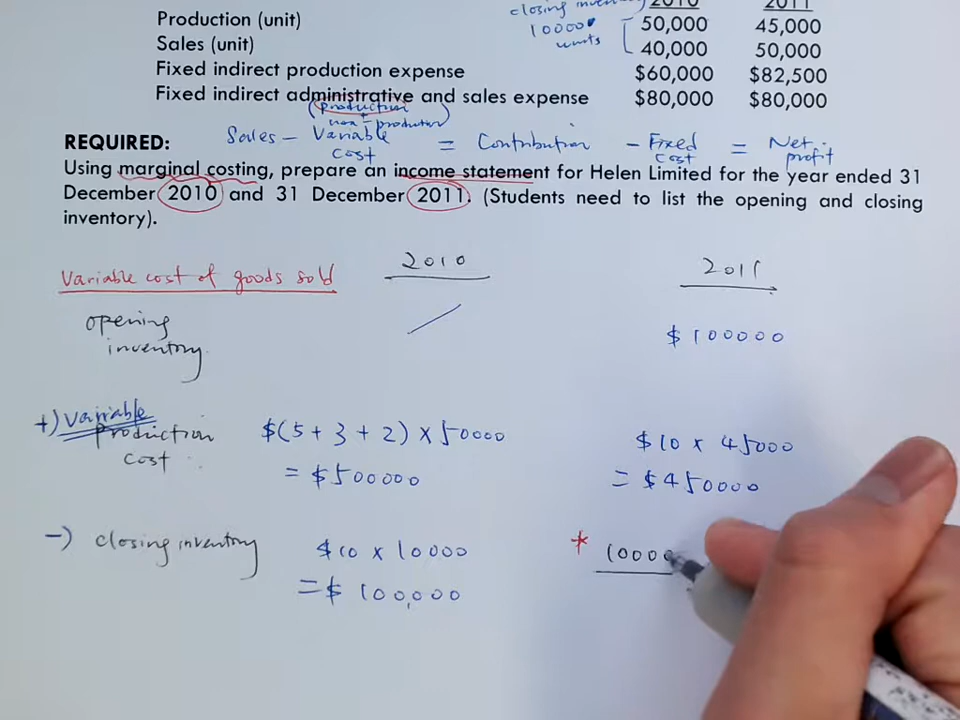 closing inventory 2010 2011
Production (unit) 10000 50,000 45,000
Sales (unit) units 40,000 50,000
Fixed indirect production expense $60,000 $82,500
Fixed indirect administrative and sales expense $80,000 $80,000
(production
+
non-production)
REQUIRED: Sales - Variable cost = Contribution - Fixed cost = Net profit
Using marginal costing, prepare an income statement for Helen Limited for the year ended 31
December 2010 and 31 December 2011. (Students need to list the opening and closing
inventory).
Variable cost of goods sold 2010 2011
opening inventory / $100000
+) Variable production cost $(5+3+2) x 50000 $10 x 45000
= $500000 = $450000
-) closing inventory $10 x 10000 * 10000
= $ 100,000